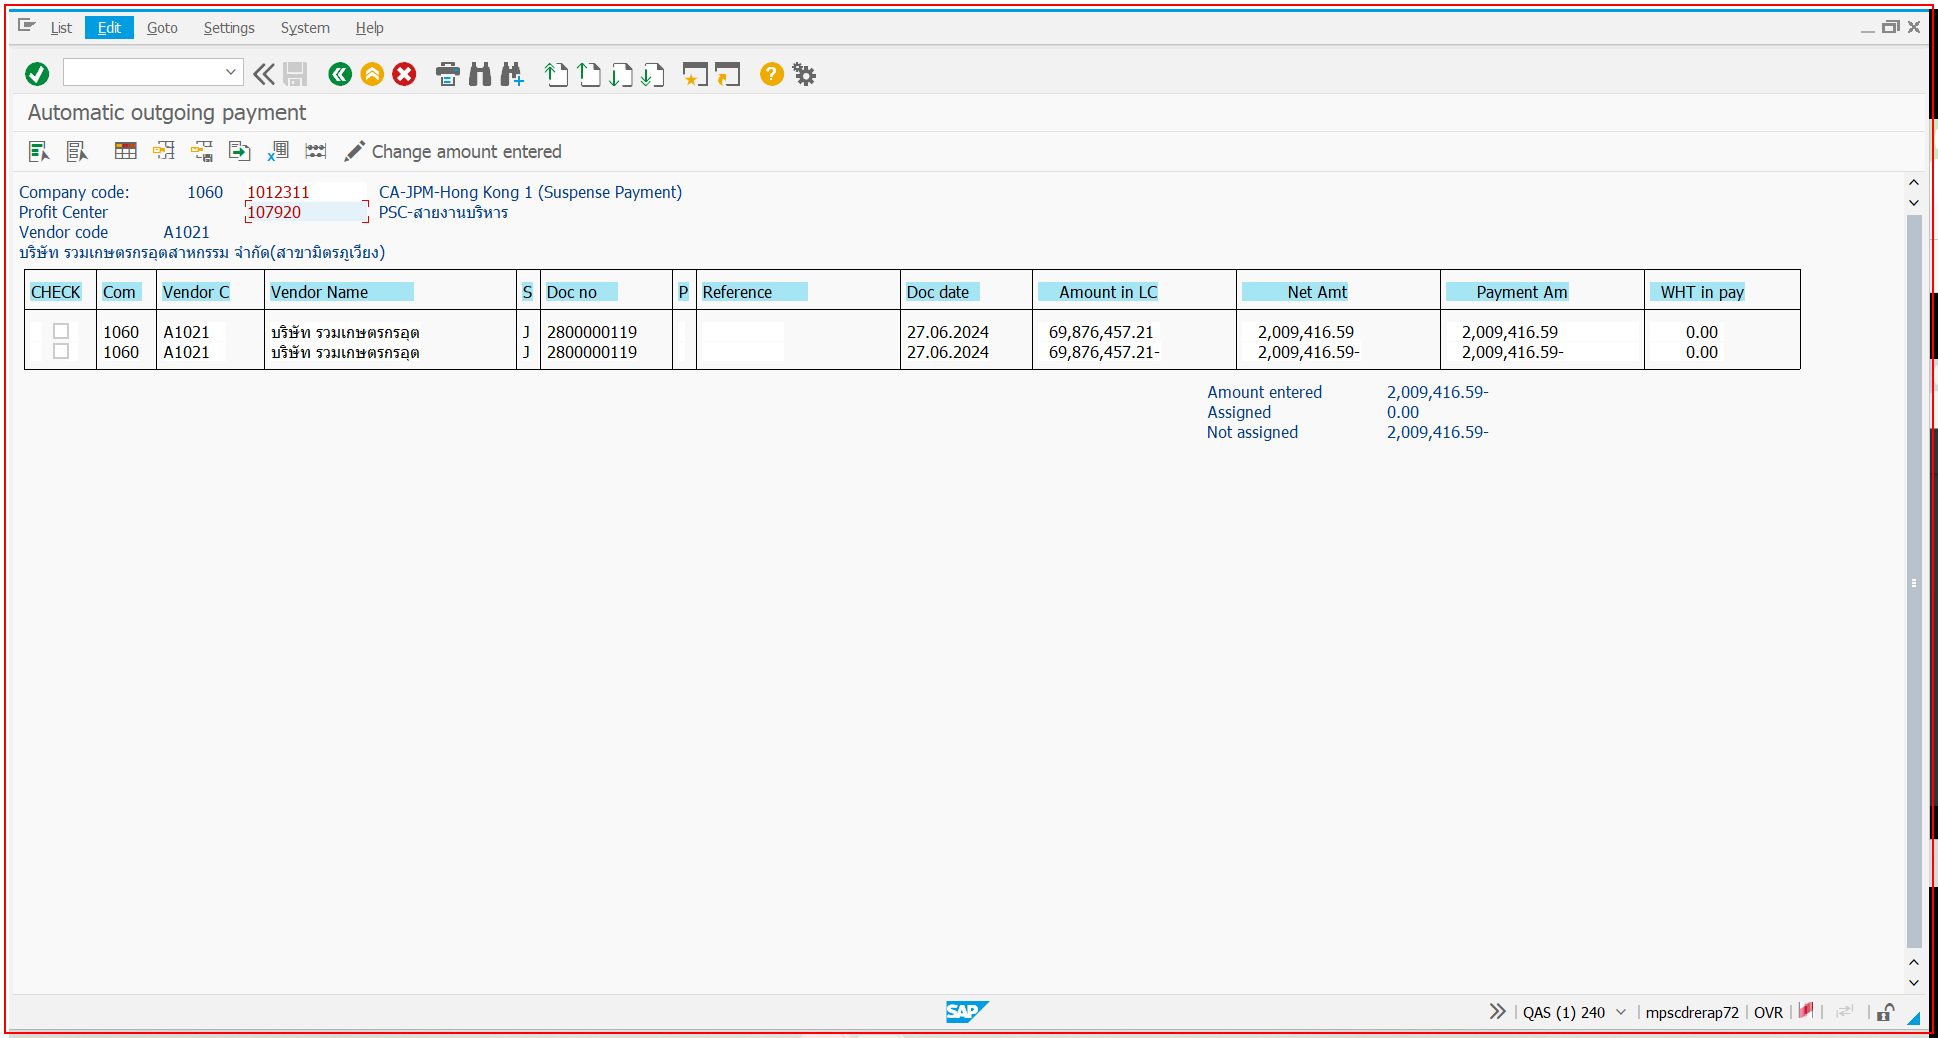 List Edit Goto Settings System Help
Automatic outgoing payment
Change amount entered
Company code: 1060 1012311 CA-JPM-Hong Kong 1 (Suspense Payment)
Profit Center 107920 PSC-สายงานบริหาร
Vendor code A1021
บริษัท รวมเกษตรกรอุตสาหกรรม จำกัด(สาขามิตรภูเวียง)
CHECK Com Vendor C Vendor Name S Doc no P Reference Doc date Amount in LC Net Amt Payment Am WHT in pay
1060 A1021 บริษัท รวมเกษตรกรอุต J 2800000119 27.06.2024 69,876,457.21 2,009,416.59 2,009,416.59 0.00
1060 A1021 บริษัท รวมเกษตรกรอุต J 2800000119 27.06.2024 69,876,457.21- 2,009,416.59- 2,009,416.59- 0.00
Amount entered 2,009,416.59-
Assigned 0.00
Not assigned 2,009,416.59-
SAP QAS (1) 240 mpscdrerap72 OVR